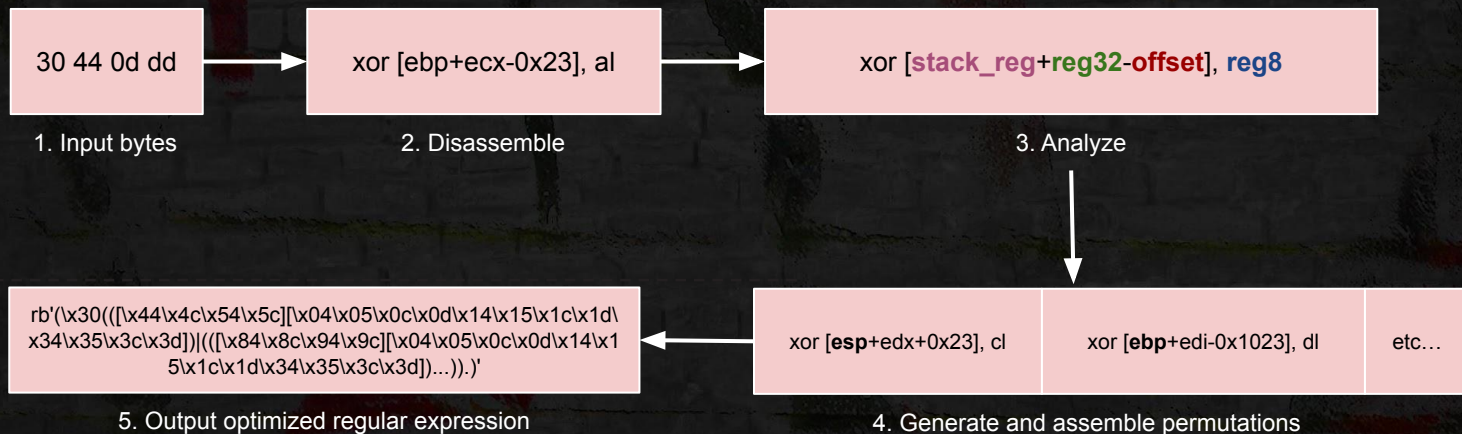 30 44 0d dd
xor [ebp+ecx-0x23], al
xor [stack_reg+reg32-offset], reg8
1. Input bytes
2. Disassemble
3. Analyze
rb'(\x30(([\x44\x4c\x54\x5c][\x04\x05\x0c\x0d\x14\x15\x1c\x1d\
x34\x35\x3c\x3d])|(([\x84\x8c\x94\x9c][\x04\x05\x0c\x0d\x14\x1
5\x1c\x1d\x34\x35\x3c\x3d])...)).)'
xor [esp+edx+0x23], cl
xor [ebp+edi-0x1023], dl
etc…
5. Output optimized regular expression
4. Generate and assemble permutations